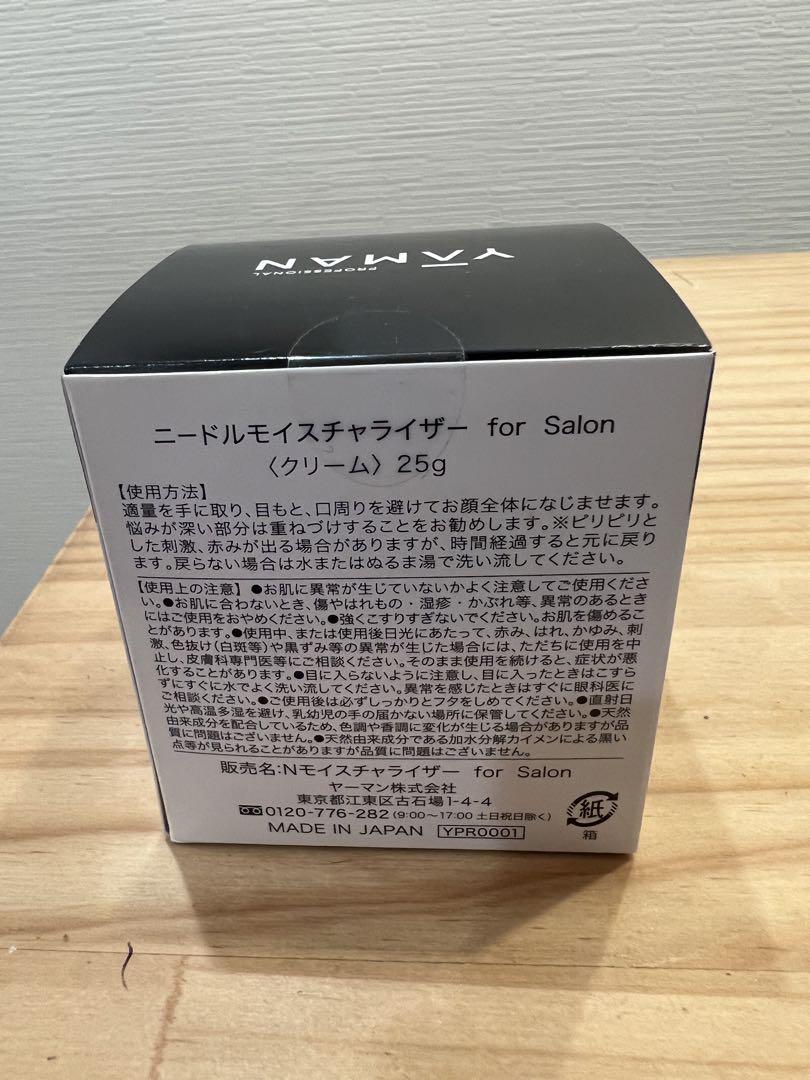 YAMAN
PROFESSIONAL
ニードルモイスチャライザー for Salon
〈クリーム〉25g
【使用方法】
適量を手に取り、目もと、口周りを避けてお顔全体になじませます。
悩みが深い部分は重ねづけすることをお勧めします。※ピリピリと
した刺激、赤みが出る場合がありますが、時間経過すると元に戻り
ます。戻らない場合は水またはぬるま湯で洗い流してください。
【使用上の注意】●お肌に異常が生じていないかよく注意してご使用くださ
い。●お肌に合わないとき、傷やはれもの・湿疹・かぶれ等、異常のあるとき
にはご使用をおやめください。●強くこすりすぎないでください。お肌を傷めるこ
とがあります。●使用中、または使用後日光にあたって、赤み、はれ、かゆみ、刺
激、色抜け(白斑等)や黒ずみ等の異常が生じた場合には、ただちに使用を中
止し、皮膚科専門医等にご相談ください。そのまま使用を続けると、症状が悪
化することがあります。●目に入らないように注意し、目に入ったときはこすら
ずにすぐに水でよく洗い流してください。異常を感じたときはすぐに眼科医に
ご相談ください。●ご使用後は必ずしっかりとフタをしめてください。●直射日
光や高温多湿を避け、乳幼児の手の届かない場所に保管してください。●天然
由来成分を配合しているため、色調や香調に変化が生じる場合がありますが品
質に問題はございません。●天然由来成分である加水分解カイメンによる黒い
点等が見られることがありますが品質に問題はございません。
販売名:Nモイスチャライザー for Salon
ヤーマン株式会社
東京都江東区古石場1-4-4
0120-776-282(9:00〜17:00 土日祝日除く)
MADE IN JAPAN YPR0001
紙
箱